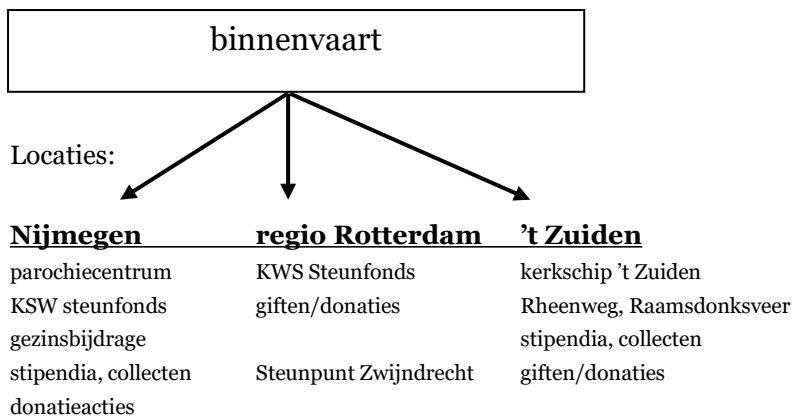 binnenvaart
Locaties:
Nijmegen regio Rotterdam ’t Zuiden
parochiecentrum KWS Steunfonds kerkschip ’t Zuiden
KSW steunfonds giften/donaties Rheenweg, Raamsdonksveer
gezinsbijdrage stipendia, collecten
stipendia, collecten Steunpunt Zwijndrecht giften/donaties
donatieacties